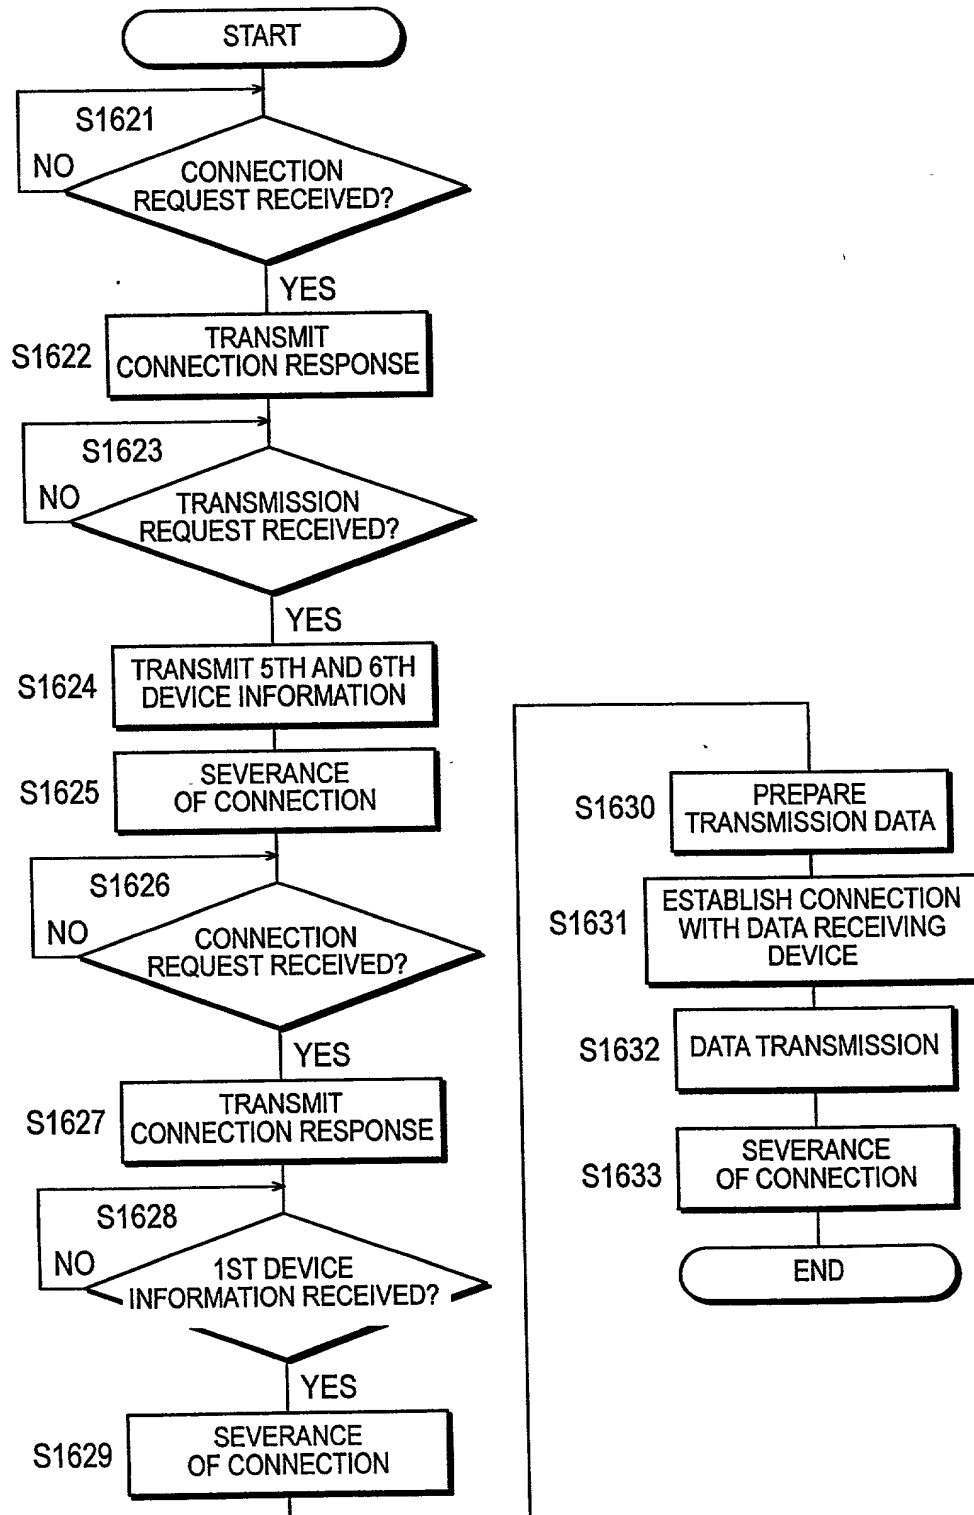 START
S1621
NO
CONNECTION
REQUEST RECEIVED?
YES
S1622
TRANSMIT
CONNECTION RESPONSE
S1623
NO
TRANSMISSION
REQUEST RECEIVED?
YES
S1624
TRANSMIT 5TH AND 6TH
DEVICE INFORMATION
S1625
SEVERANCE
OF CONNECTION
S1626
NO
CONNECTION
REQUEST RECEIVED?
YES
S1627
TRANSMIT
CONNECTION RESPONSE
S1628
NO
1ST DEVICE
INFORMATION RECEIVED?
YES
S1629
SEVERANCE
OF CONNECTION
S1630
PREPARE
TRANSMISSION DATA
S1631
ESTABLISH CONNECTION
WITH DATA RECEIVING
DEVICE
S1632
DATA TRANSMISSION
S1633
SEVERANCE
OF CONNECTION
END